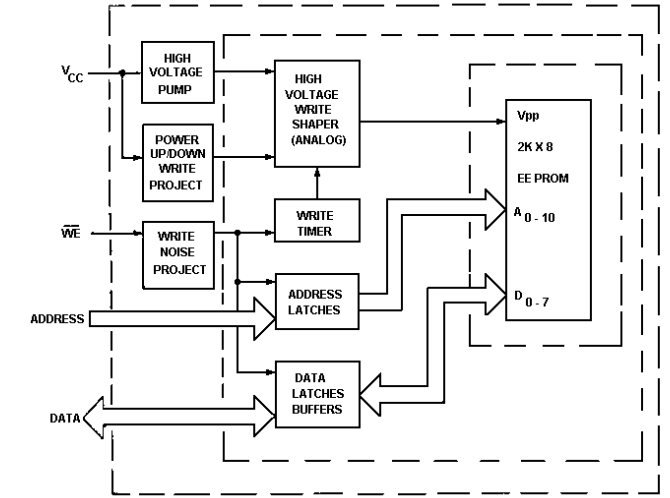 V CC
HIGH
VOLTAGE
PUMP
POWER
UP/DOWN
WRITE
PROJECT
WE
WRITE
NOISE
PROJECT
HIGH
VOLTAGE
WRITE
SHAPER
(ANALOG)
WRITE
TIMER
ADDRESS
ADDRESS
LATCHES
DATA
DATA
LATCHES
BUFFERS
Vpp
2K X 8
EE PROM
A 0 - 10
D 0 - 7